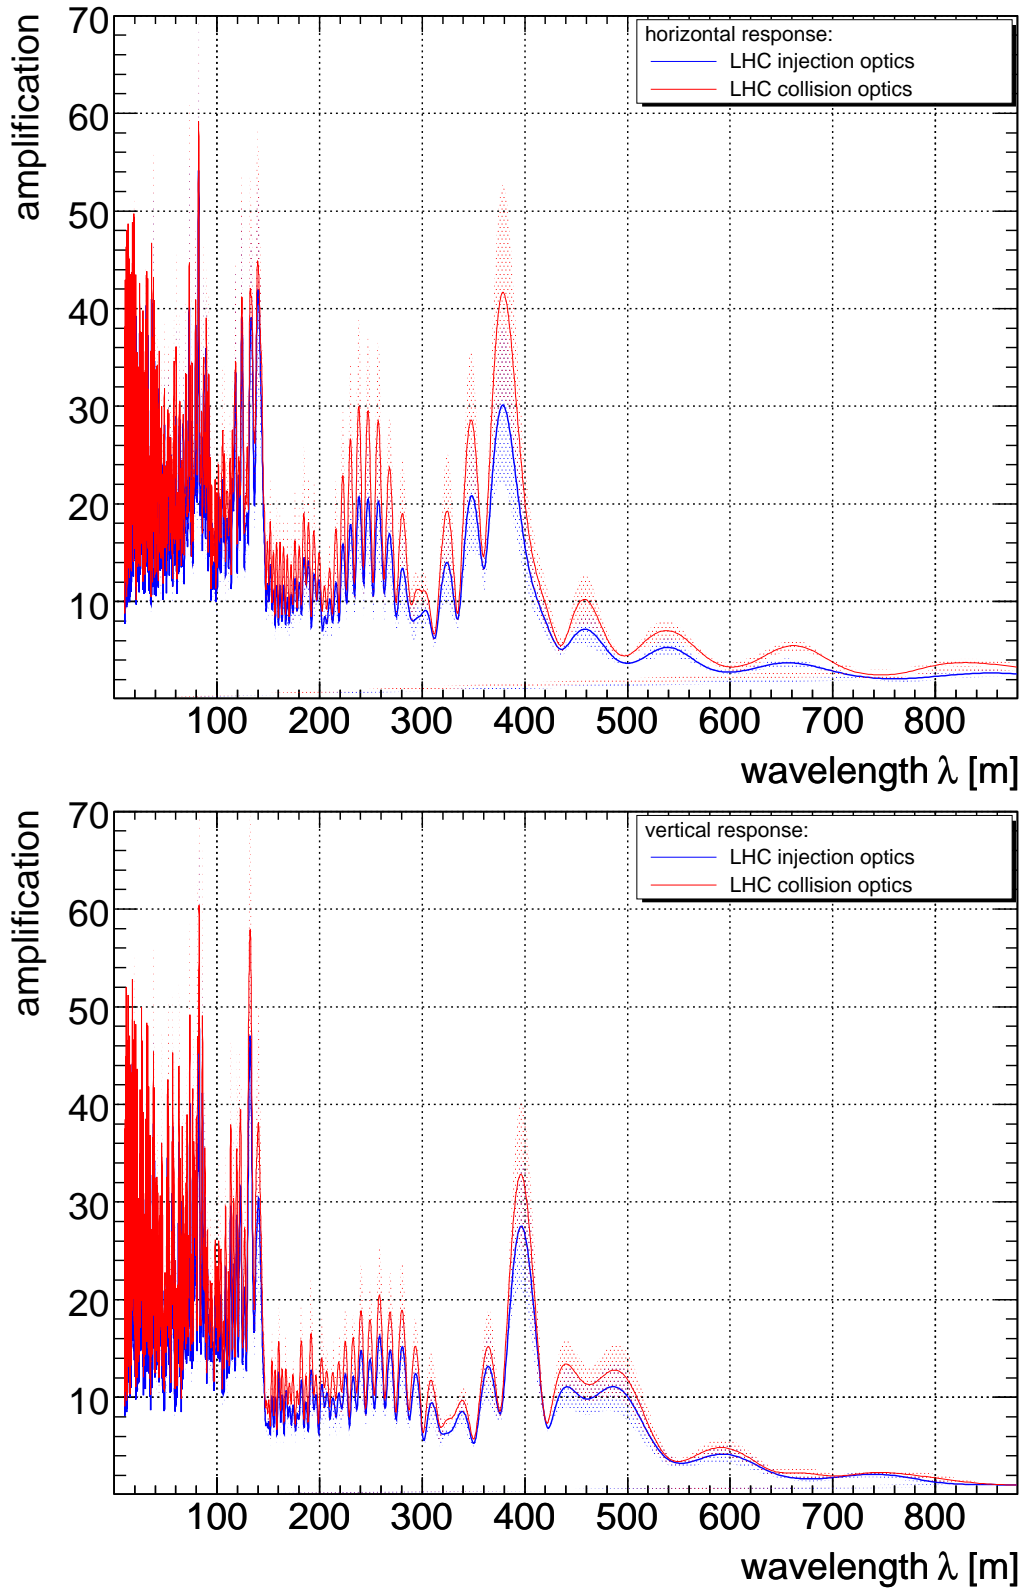 70
60
50
40
30
20
10
amplification
horizontal response:
LHC injection optics
LHC collision optics
100 200 300 400 500 600 700 800
wavelength λ [m]
70
60
50
40
30
20
10
amplification
vertical response:
LHC injection optics
LHC collision optics
100 200 300 400 500 600 700 800
wavelength λ [m]